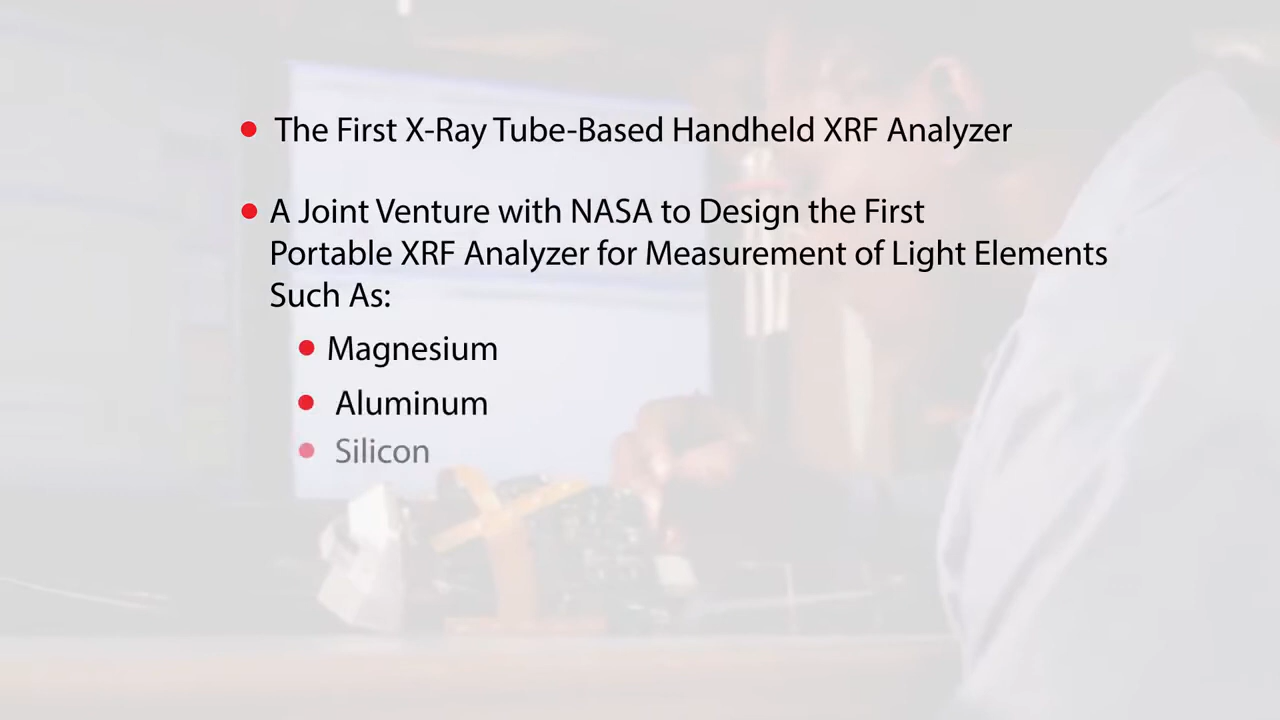 The First X-Ray Tube-Based Handheld XRF Analyzer
A Joint Venture with NASA to Design the First
Portable XRF Analyzer for Measurement of Light Elements
Such As:
Magnesium
Aluminum
Silicon